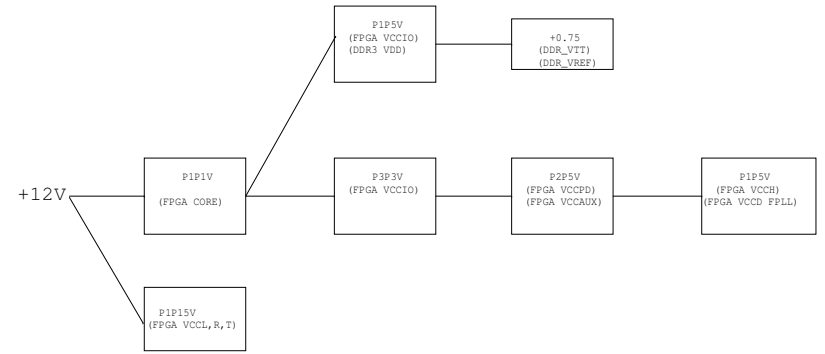 P1P5V
(FPGA VCCIO)
(DDR3 VDD)
+0.75
(DDR_VTT)
(DDR_VREF)
+12V
P1P1V
(FPGA CORE)
P3P3V
(FPGA VCCIO)
P2P5V
(FPGA VCCPD)
(FPGA VCCAUX)
P1P5V
(FPGA VCCH)
(FPGA VCCD FPLL)
P1P15V
(FPGA VCCL,R,T)